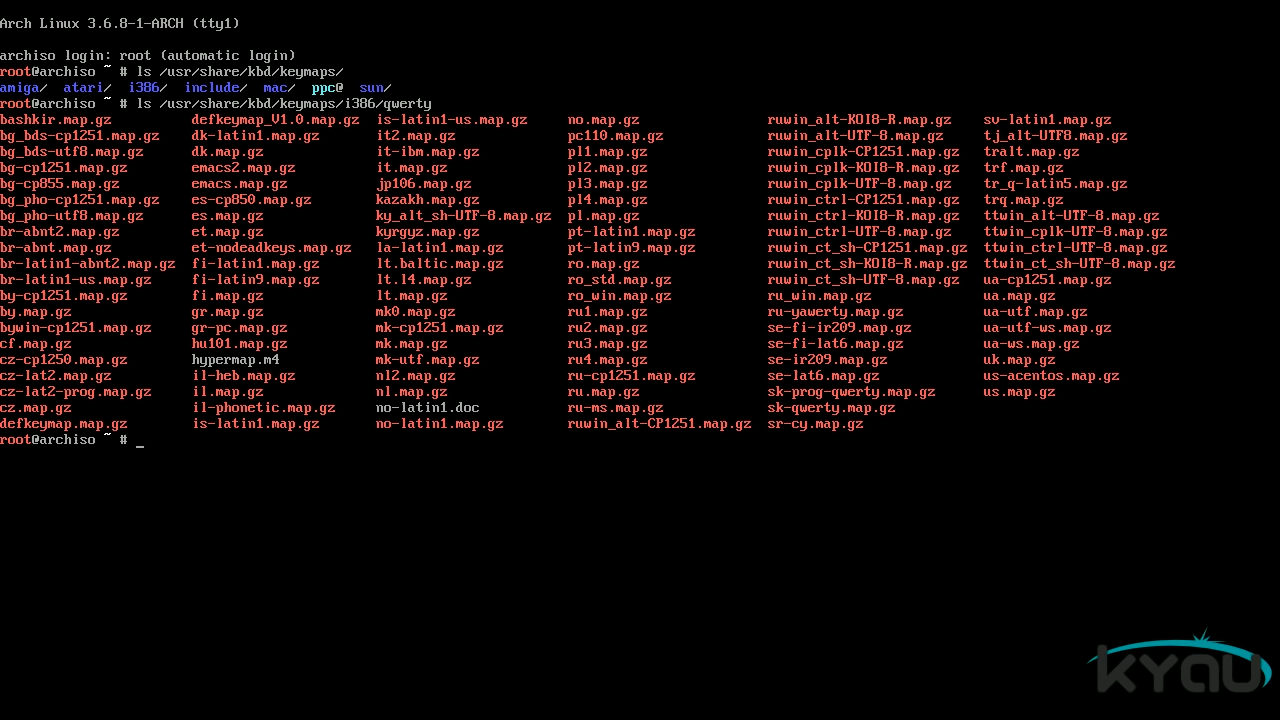 Arch Linux 3.6.8-1-ARCH (tty1)
archiso login: root (automatic login)
root@archiso ~ # ls /usr/share/kbd/keymaps/
amiga/  atari/  i386/  include/  mac/  ppc@  sun/
root@archiso ~ # ls /usr/share/kbd/keymaps/i386/qwerty
bashkir.map.gz          defkeymap_V1.0.map.gz  is-latin1-us.map.gz    no.map.gz                ruwin_alt-KOI8-R.map.gz    sv-latin1.map.gz
bg_bds-cp1251.map.gz    dk-latin1.map.gz       it2.map.gz             pc110.map.gz             ruwin_alt-UTF-8.map.gz     tj_alt-UTF8.map.gz
bg_bds-utf8.map.gz      dk.map.gz              it-ibm.map.gz          pl1.map.gz               ruwin_cplk-CP1251.map.gz   tralt.map.gz
bg-cp1251.map.gz        emacs2.map.gz          it.map.gz              pl2.map.gz               ruwin_cplk-KOI8-R.map.gz   trf.map.gz
bg-cp855.map.gz         emacs.map.gz           jp106.map.gz           pl3.map.gz               ruwin_cplk-UTF-8.map.gz    tr_q-latin5.map.gz
bg_pho-cp1251.map.gz    es-cp850.map.gz        kazakh.map.gz          pl4.map.gz               ruwin_ctrl-CP1251.map.gz   trq.map.gz
bg_pho-utf8.map.gz      es.map.gz              ky_alt_sh-UTF-8.map.gz pl.map.gz                ruwin_ctrl-KOI8-R.map.gz   ttwin_alt-UTF-8.map.gz
br-abnt2.map.gz         et.map.gz              kyrgyz.map.gz          pt-latin1.map.gz         ruwin_ctrl-UTF-8.map.gz    ttwin_cplk-UTF-8.map.gz
br-abnt.map.gz          et-nodeadkeys.map.gz   la-latin1.map.gz       pt-latin9.map.gz         ruwin_ct_sh-CP1251.map.gz  ttwin_ctrl-UTF-8.map.gz
br-latin1-abnt2.map.gz  fi-latin1.map.gz       lt.baltic.map.gz       ro.map.gz                ruwin_ct_sh-KOI8-R.map.gz  ttwin_ct_sh-UTF-8.map.gz
br-latin1-us.map.gz     fi-latin9.map.gz       lt.l4.map.gz           ro_std.map.gz            ruwin_ct_sh-UTF-8.map.gz   ua-cp1251.map.gz
by-cp1251.map.gz        fi.map.gz              lt.map.gz              ro_win.map.gz            ru_win.map.gz              ua.map.gz
by.map.gz               gr.map.gz              mk0.map.gz             ru1.map.gz               ru-yawerty.map.gz          ua-utf.map.gz
bywin-cp1251.map.gz     gr-pc.map.gz           mk-cp1251.map.gz       ru2.map.gz               se-fi-ir209.map.gz         ua-utf-ws.map.gz
cf.map.gz               hu101.map.gz           mk.map.gz              ru3.map.gz               se-fi-lat6.map.gz          ua-ws.map.gz
cz-cp1250.map.gz        hypermap.m4            mk-utf.map.gz          ru4.map.gz               se-ir209.map.gz            uk.map.gz
cz-lat2.map.gz          il-heb.map.gz          nl2.map.gz             ru-cp1251.map.gz         se-lat6.map.gz             us-acentos.map.gz
cz-lat2-prog.map.gz     il.map.gz              nl.map.gz              ru.map.gz                sk-prog-qwerty.map.gz      us.map.gz
cz.map.gz               il-phonetic.map.gz     no-latin1.doc          ru-ms.map.gz             sk-qwerty.map.gz
defkeymap.map.gz        is-latin1.map.gz       no-latin1.map.gz       ruwin_alt-CP1251.map.gz  sr-cy.map.gz
root@archiso ~ # _
kyau